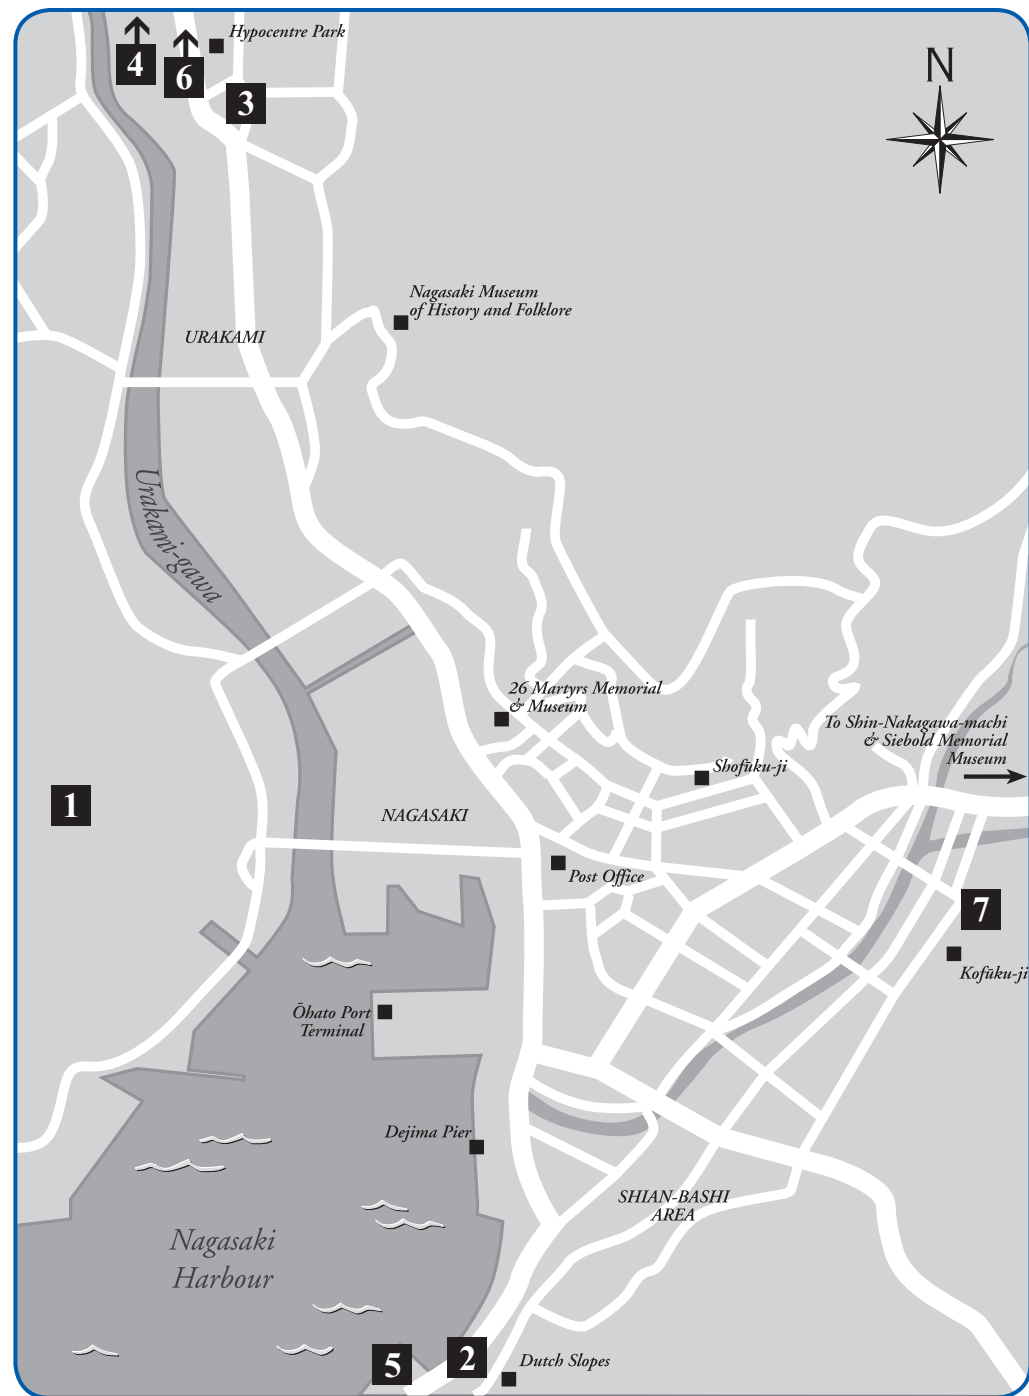 Hypocentre Park
N
4
6
3
Nagasaki Museum
of History and Folklore
URAKAMI
Urakami-gawa
26 Martyrs Memorial
& Museum
To Shin-Nakagawa-machi
& Siebold Memorial
Museum
Shofūku-ji
1
NAGASAKI
Post Office
7
Kofūku-ji
Ōhato Port
Terminal
Dejima Pier
SHIAN-BASHI
AREA
Nagasaki
Harbour
5
2
Dutch Slopes